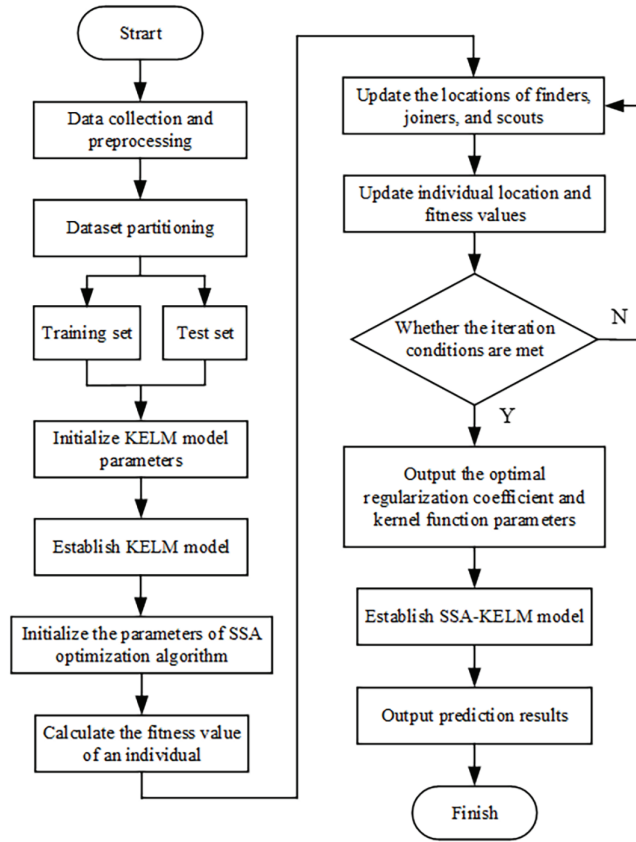 Strart
Data collection and
preprocessing
Dataset partitioning
Training set
Test set
Initialize KELM model
parameters
Establish KELM model
Initialize the parameters of SSA
optimization algorithm
Calculate the fitness value
of an individual
Update the locations of finders,
joiners, and scouts
Update individual location and
fitness values
Whether the iteration
conditions are met
N
Y
Output the optimal
regularization coefficient and
kernel function parameters
Establish SSA-KELM model
Output prediction results
Finish